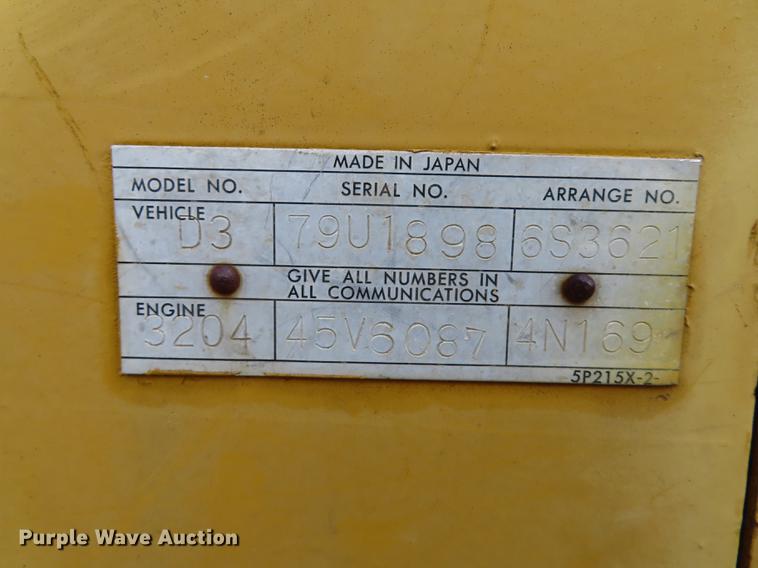 MADE IN JAPAN
MODEL NO. SERIAL NO. ARRANGE NO.
VEHICLE D3 79U1898 6S3621
GIVE ALL NUMBERS IN
ALL COMMUNICATIONS
ENGINE 3204 45V6087 4N169
5P215X-2-
Purple Wave Auction